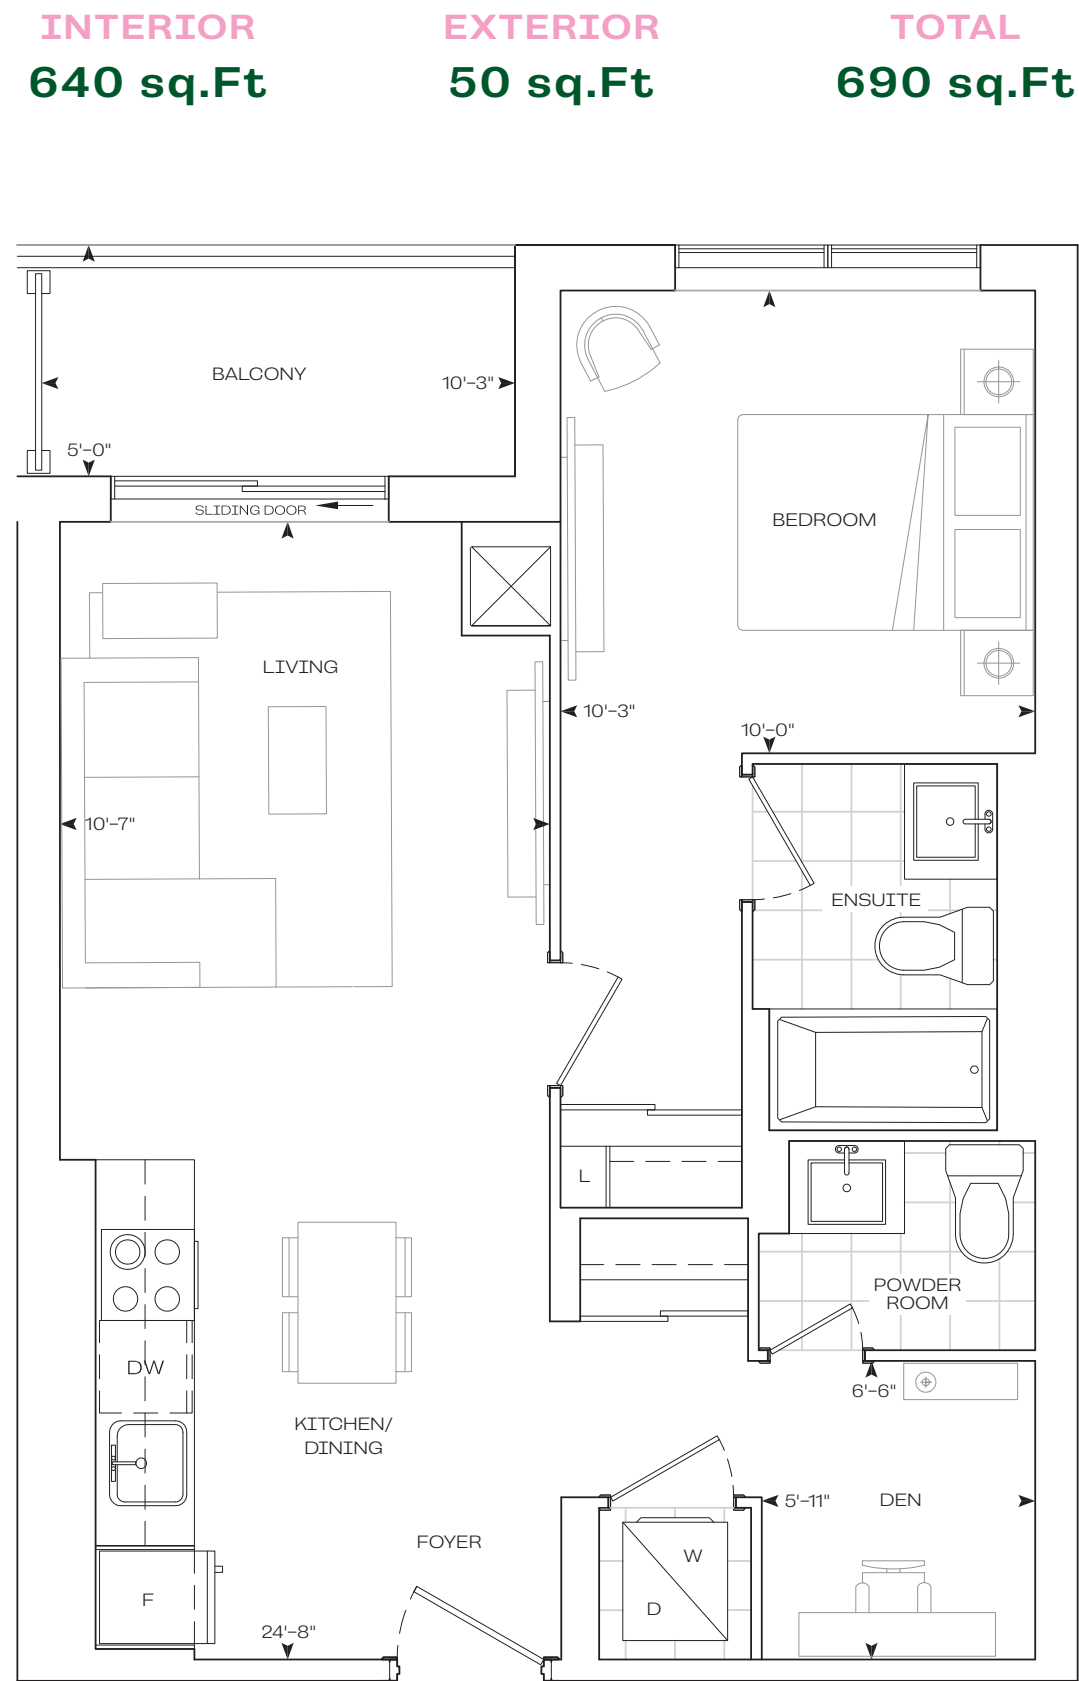 INTERIOR
640 sq.Ft
EXTERIOR
50 sq.Ft
TOTAL
690 sq.Ft
BALCONY
10'-3"
5'-0"
SLIDING DOOR
BEDROOM
LIVING
10'-3"
10'-0"
10'-7"
ENSUITE
L
POWDER
ROOM
DW
6'-6"
KITCHEN/
DINING
5'-11"
DEN
FOYER
W
D
F
24'-8"